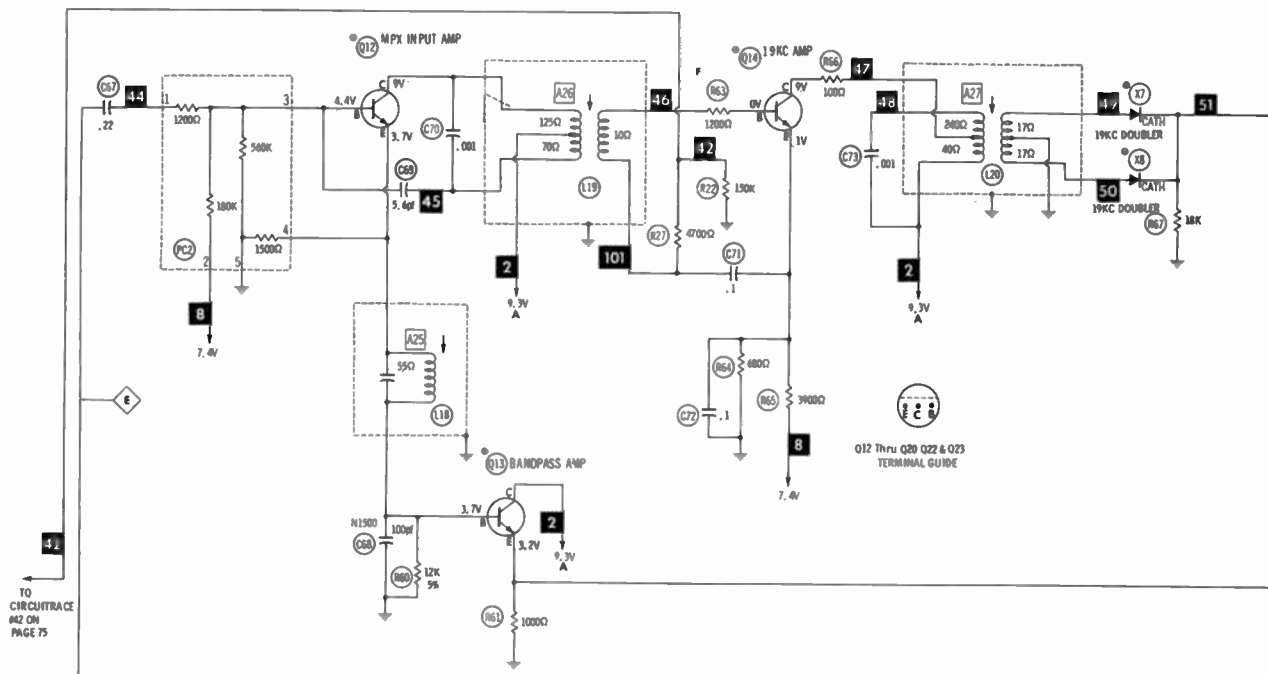 Q12 MPX INPUT AMP
C67
.22
44
1
1200Ω
3
560K
180K
1500Ω
4
PC2
2
5
8
7.4V
C
9V
4.4V
B
E
3.7V
C70
.001
C69
5.6pf
45
A26
125Ω
70Ω
10Ω
L19
2
9.3V
A
101
46
F
R63
1200Ω
42
R22
150K
R27
4700Ω
C71
.1
Q14 19KC AMP
C
9V
0V
B
E
.1V
R66
100Ω
47
48
C73
.001
A27
240Ω
40Ω
17Ω
17Ω
L20
2
9.3V
A
49
X7
CATH
19KC DOUBLER
X8
50
CATH
19KC DOUBLER
R67
18K
51
A25
55Ω
L18
E
R64
680Ω
C72
.1
R65
3900Ω
8
7.4V
E C B
Q12 Thru Q20 Q22 & Q23
TERMINAL GUIDE
Q13 BANDPASS AMP
C
3.7V
B
E
3.2V
2
9.3V
A
N1500
100pf
C68
R60
12K
5%
R61
1000Ω
41
TO
CIRCUITRACE
#42 ON
PAGE 75